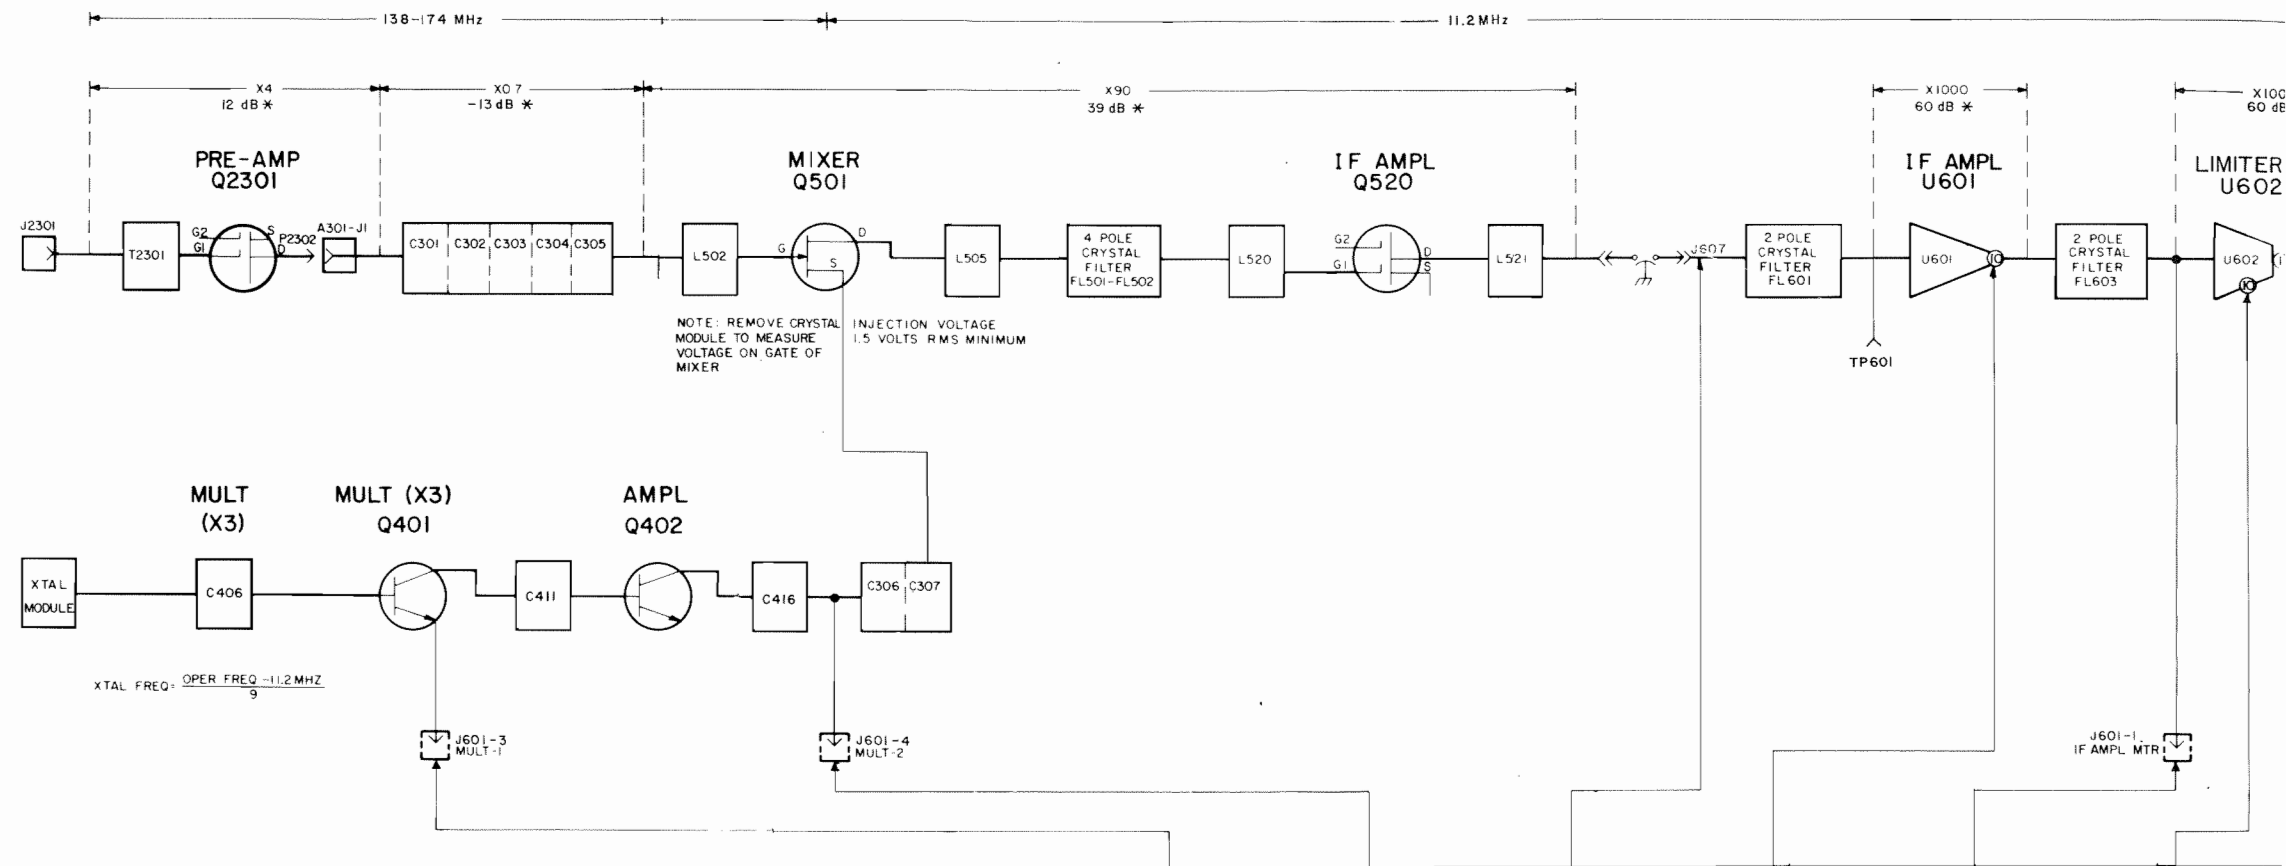 138-174 MHz
11.2 MHz
X4
12 dB *
X0 7
-13 dB *
X90
39 dB *
X1000
60 dB *
X100
60 dB
PRE-AMP
Q2301
MIXER
Q501
IF AMPL
Q520
IF AMPL
U601
LIMITER
U602
J2301
T2301
G2
G1
S
D
P2302
A301-J1
C301
C302
C303
C304
C305
L502
G
D
S
L505
4 POLE
CRYSTAL
FILTER
FL501-FL502
L520
G2
G1
D
S
L521
J607
2 POLE
CRYSTAL
FILTER
FL601
U601
10
2 POLE
CRYSTAL
FILTER
FL603
U602
10
TP601
NOTE: REMOVE CRYSTAL
MODULE TO MEASURE
VOLTAGE ON GATE OF
MIXER
INJECTION VOLTAGE
1.5 VOLTS RMS MINIMUM
MULT
(X3)
MULT (X3)
Q401
AMPL
Q402
XTAL
MODULE
C406
C411
C416
C306
C307
XTAL FREQ= OPER FREQ -11.2 MHZ
9
J601-3
MULT-1
J601-4
MULT-2
J601-1
IF AMPL MTR